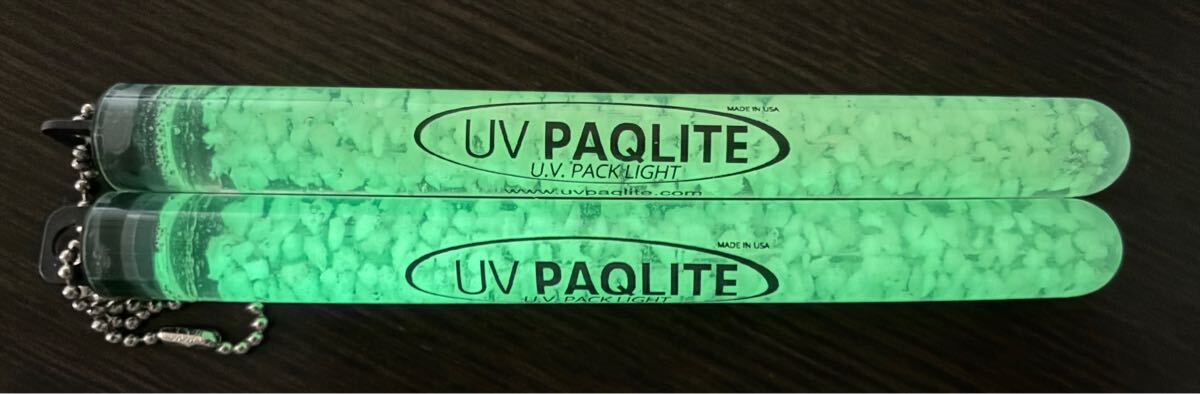 MADE IN USA
UV PAQLITE
U.V. PACK LIGHT
www.uvpaqlite.com
MADE IN USA
UV PAQLITE
U.V. PACK LIGHT